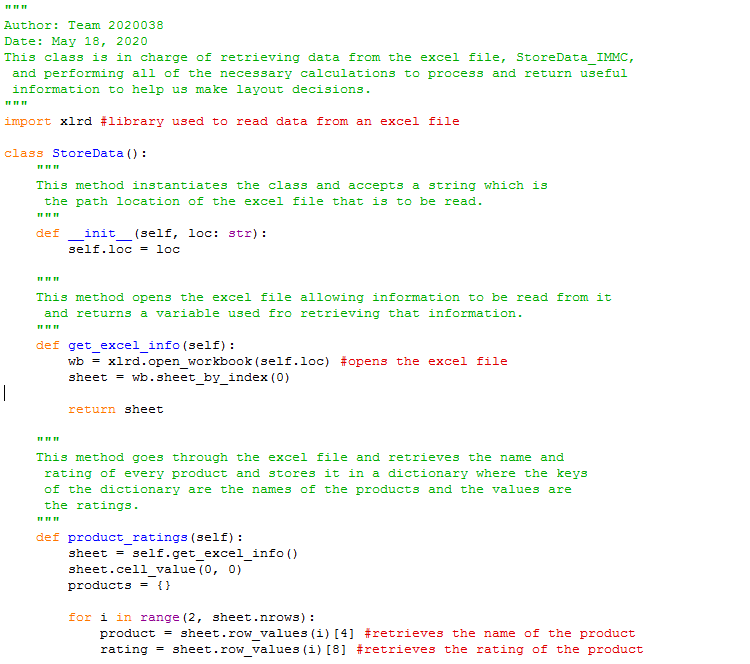 """
Author: Team 2020038
Date: May 18, 2020
This class is in charge of retrieving data from the excel file, StoreData_IMMC,
 and performing all of the necessary calculations to process and return useful
 information to help us make layout decisions.
"""
import xlrd #library used to read data from an excel file

class StoreData():
    """
    This method instantiates the class and accepts a string which is
     the path location of the excel file that is to be read.
    """
    def __init__(self, loc: str):
        self.loc = loc

    """
    This method opens the excel file allowing information to be read from it
     and returns a variable used fro retrieving that information.
    """
    def get_excel_info(self):
        wb = xlrd.open_workbook(self.loc) #opens the excel file
        sheet = wb.sheet_by_index(0)

        return sheet

    """
    This method goes through the excel file and retrieves the name and
     rating of every product and stores it in a dictionary where the keys
     of the dictionary are the names of the products and the values are
     the ratings.
    """
    def product_ratings(self):
        sheet = self.get_excel_info()
        sheet.cell_value(0, 0)
        products = {}

        for i in range(2, sheet.nrows):
            product = sheet.row_values(i)[4] #retrieves the name of the product
            rating = sheet.row_values(i)[8] #retrieves the rating of the product